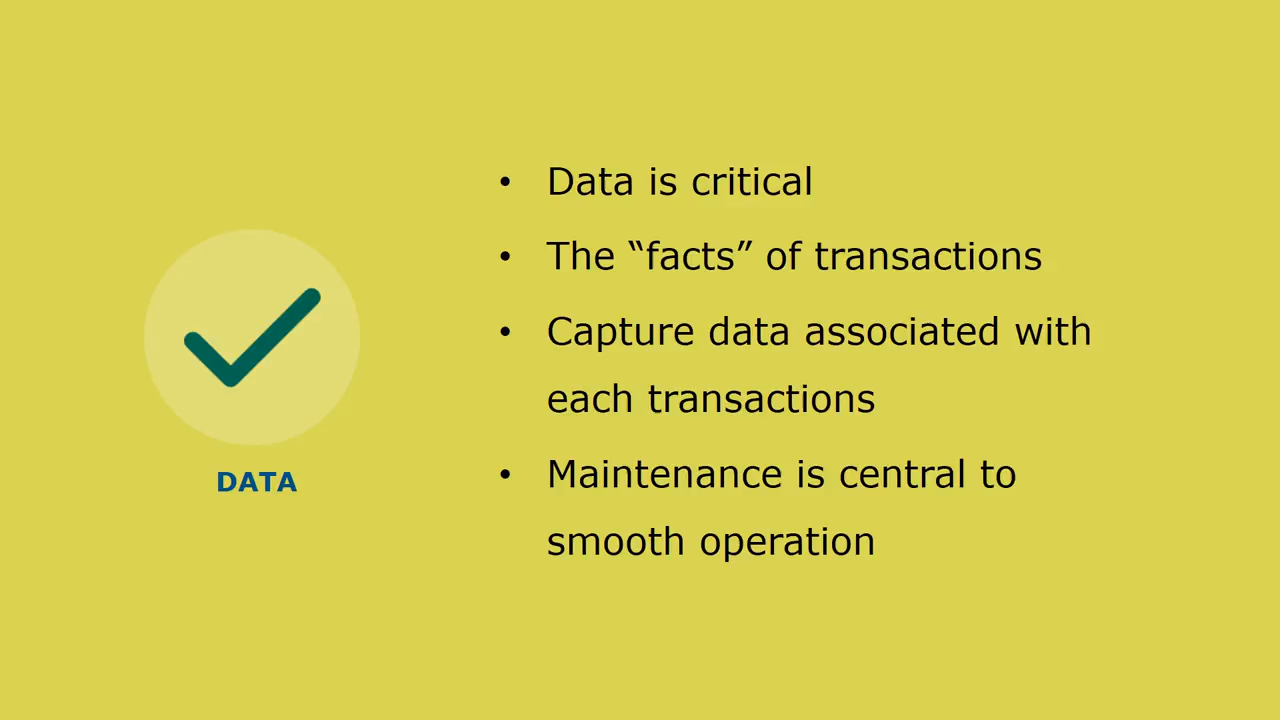 DATA
• Data is critical
• The “facts” of transactions
• Capture data associated with
each transactions
• Maintenance is central to
smooth operation